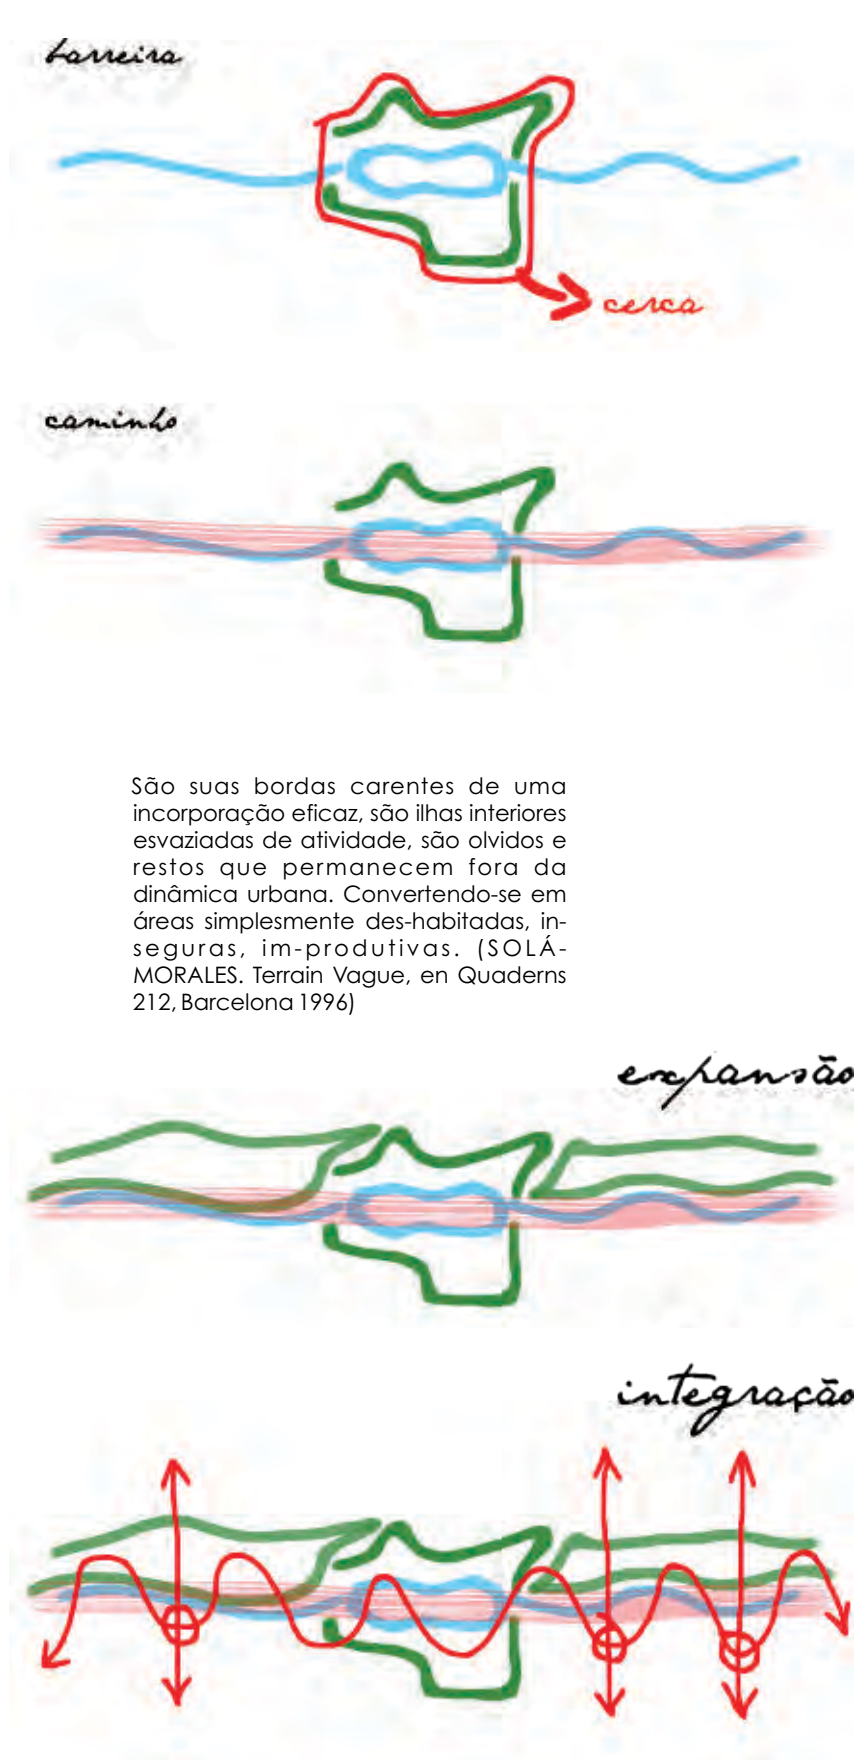 barreira
cerca
caminho
São suas bordas carentes de uma
incorporação eficaz, são ilhas interiores
esvaziadas de atividade, são olvidos e
restos que permanecem fora da
dinâmica urbana. Convertendo-se em
áreas simplesmente des-habitadas, in-
seguras, im-produtivas. (SOLÁ-
MORALES. Terrain Vague, en Quaderns
212, Barcelona 1996)
expansão
integração